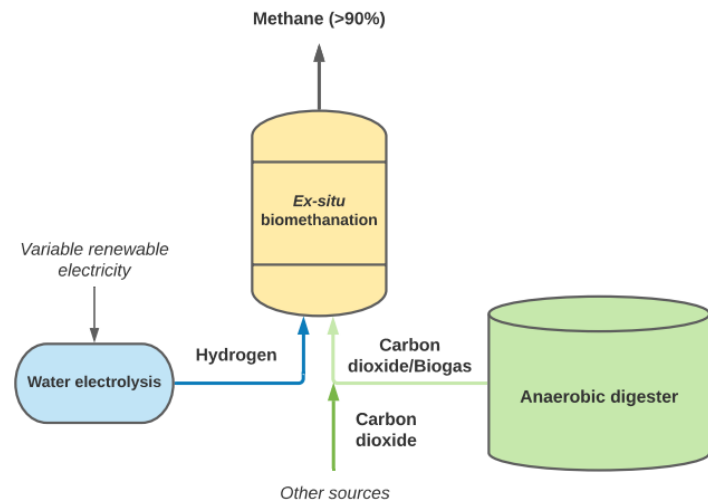 Methane (>90%)
Ex-situ
biomethanation
Variable renewable
electricity
Hydrogen
Carbon
dioxide/Biogas
Water electrolysis
Anaerobic digester
Carbon
dioxide
Other sources